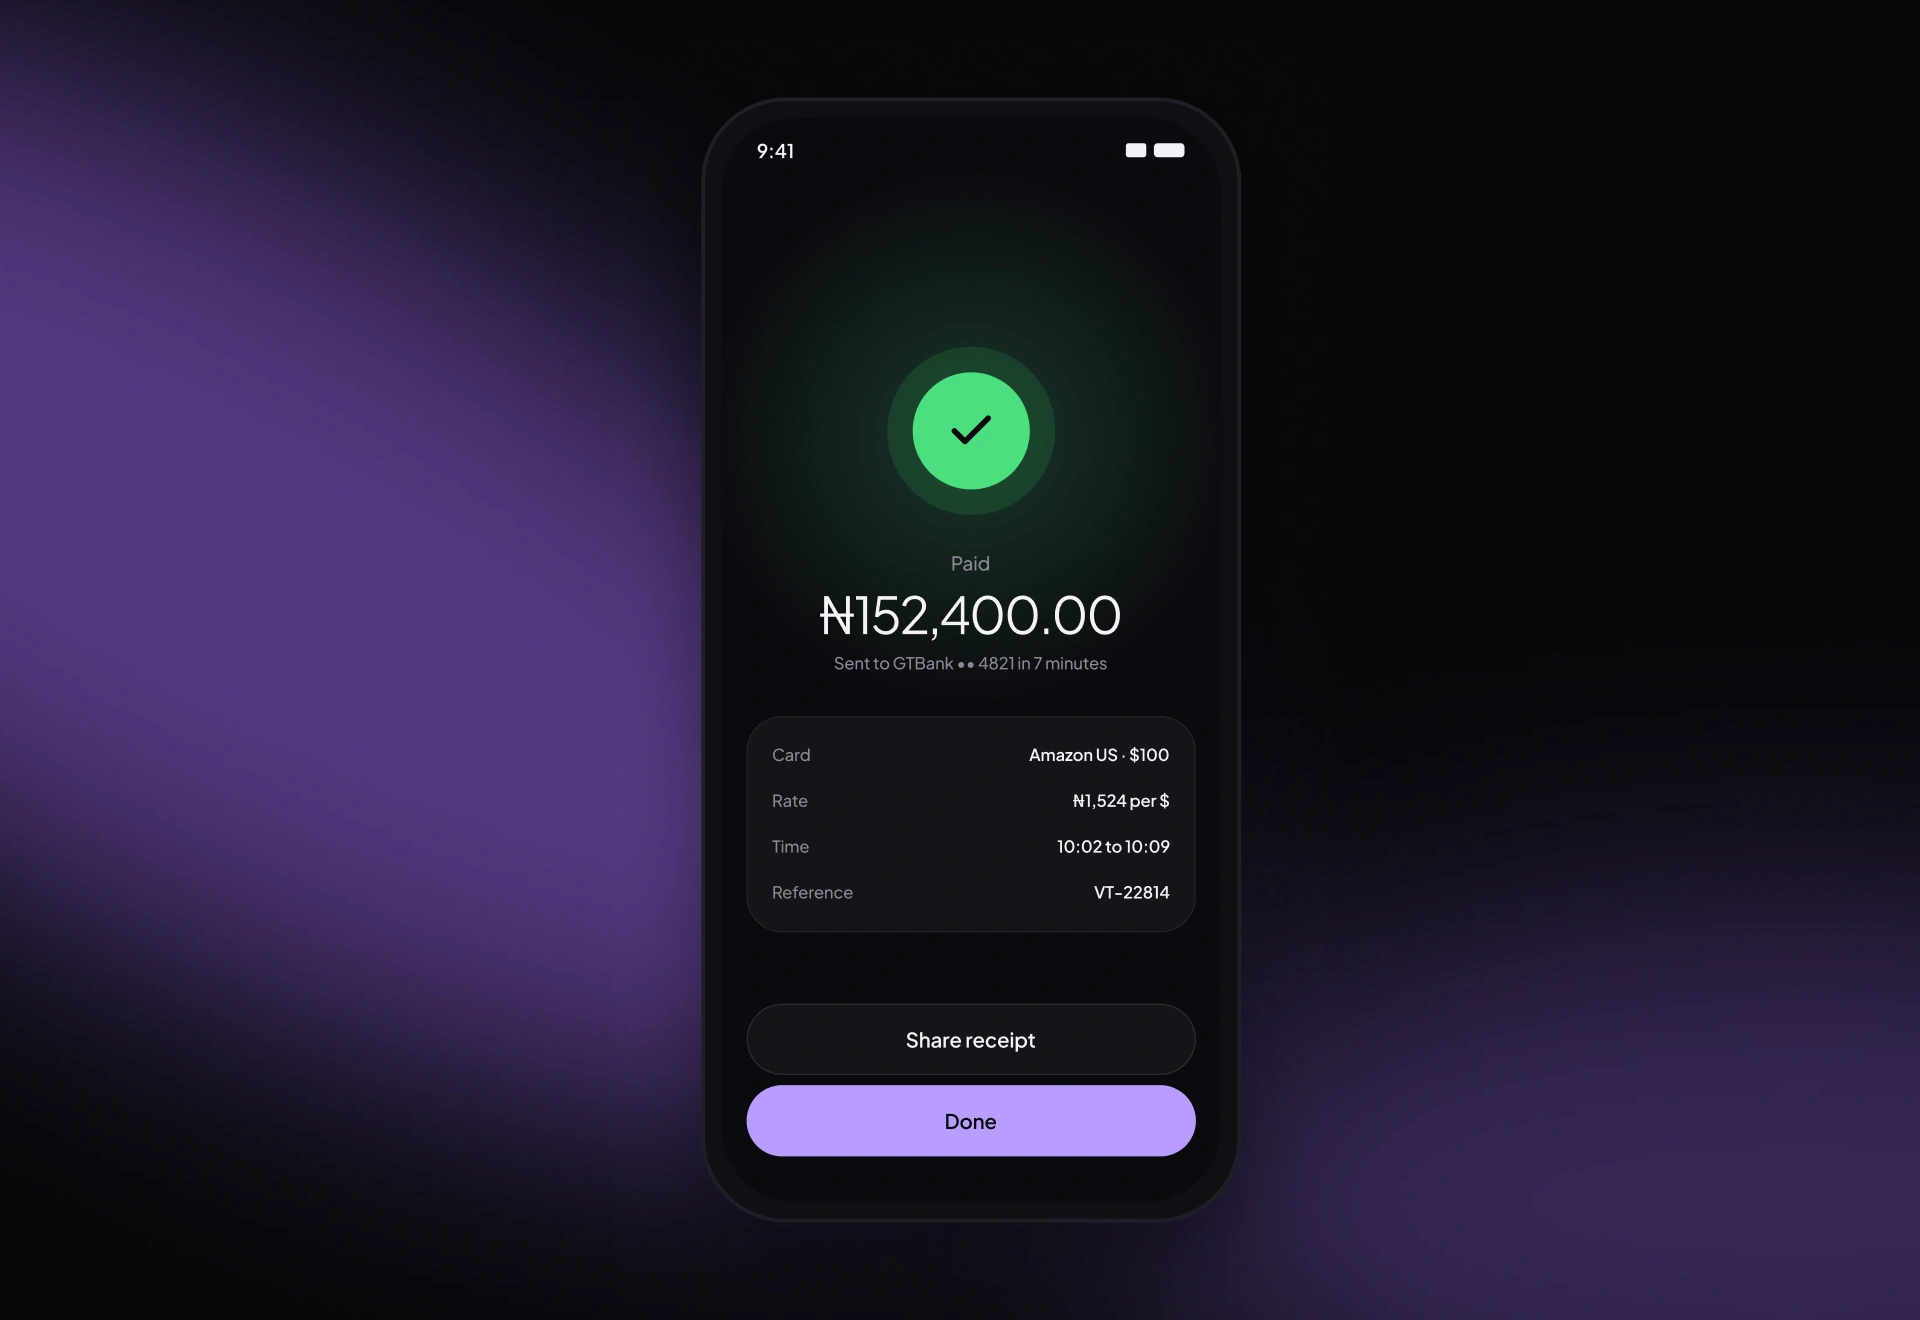 9:41
Paid
₦152,400.00
Sent to GTBank •• 4821 in 7 minutes
Card Amazon US · $100
Rate ₦1,524 per $
Time 10:02 to 10:09
Reference VT-22814
Share receipt
Done